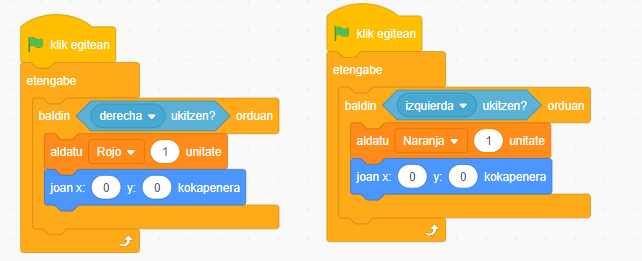 klik egitean
etengabe
baldin derecha ukitzen? orduan
aldatu Rojo 1 unitate
joan x: 0 y: 0 kokapenera
klik egitean
etengabe
baldin izquierda ukitzen? orduan
aldatu Naranja 1 unitate
joan x: 0 y: 0 kokapenera